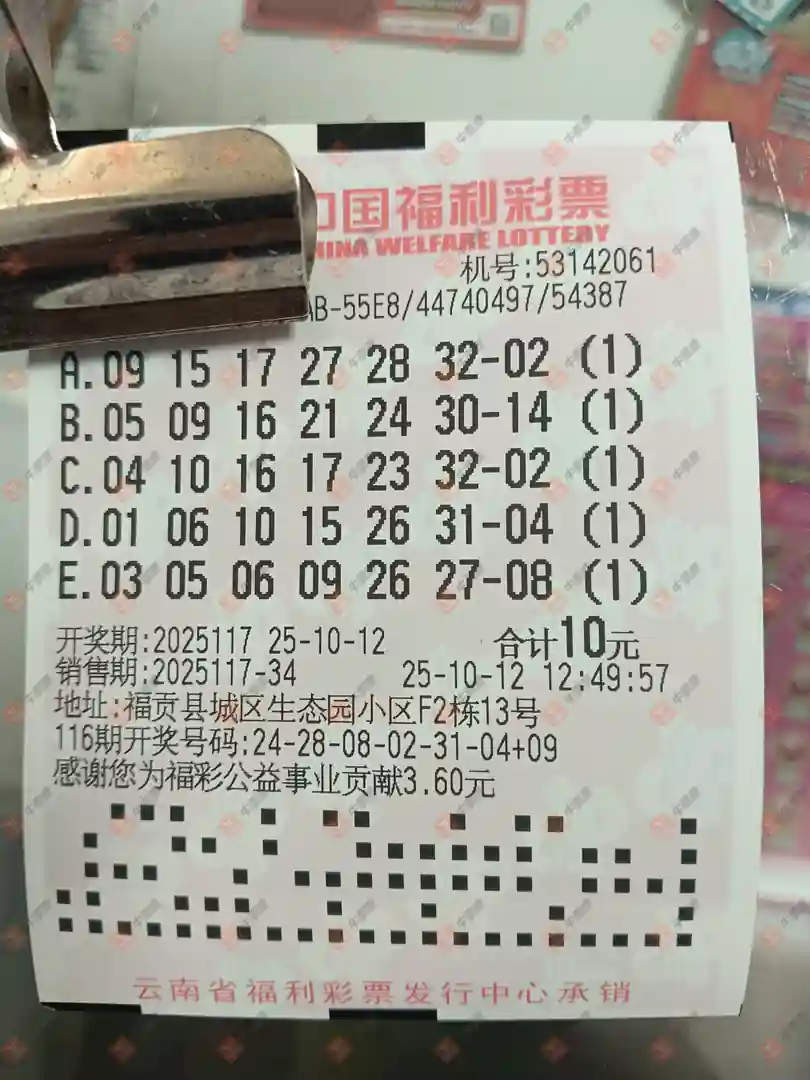 中国福利彩票
CHINA WELFARE LOTTERY
机号:53142061
AB-55E8/44740497/54387
A.09 15 17 27 28 32-02 (1)
B.05 09 16 21 24 30-14 (1)
C.04 10 16 17 23 32-02 (1)
D.01 06 10 15 26 31-04 (1)
E.03 05 06 09 26 27-08 (1)
开奖期:2025117 25-10-12 合计10元
销售期:2025117-34 25-10-12 12:49:57
地址:福贡县城区生态园小区F2栋13号
116期开奖号码:24-28-08-02-31-04+09
感谢您为福彩公益事业贡献3.60元
云南省福利彩票发行中心承销